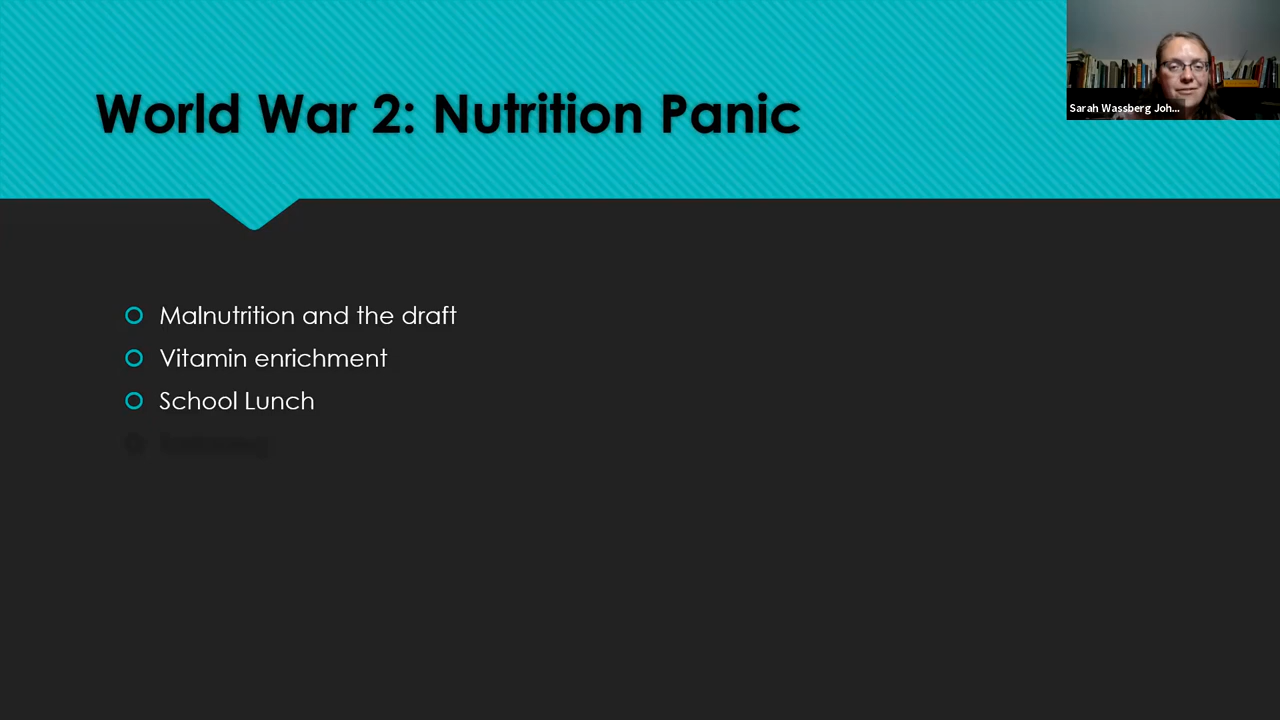 World War 2: Nutrition Panic
Sarah Wassberg Joh...
Malnutrition and the draft
Vitamin enrichment
School Lunch